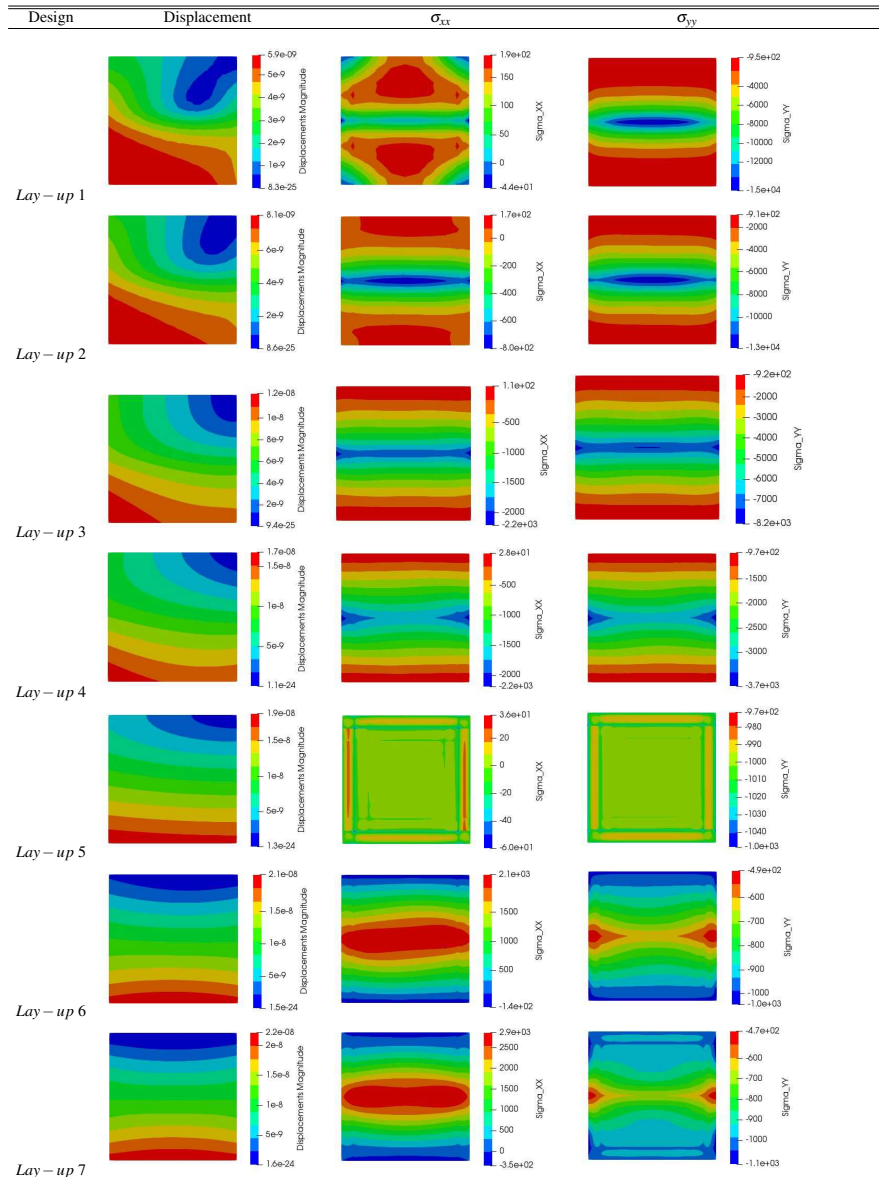 Design Displacement σxx σyy
5.9e-09
5e-9
4e-9
2e-9
1e-9
8.3e-25
Displacements Magnitude
1.9e+02
150
100
50
0
-4.4e+01
Sigma_XX
-9.5e+02
-4000
-6000
-8000
-10000
-12000
-1.5e+04
Sigma_YY
Lay − up 1
8.1e-09
6e-9
4e-9
2e-9
8.6e-25
Displacements Magnitude
1.7e+02
0
-200
-400
-600
-8.0e+02
Sigma_XX
-9.1e+02
-2000
-4000
-6000
-8000
-10000
-1.3e+04
Sigma_YY
Lay − up 2
1.2e-08
1e-8
8e-9
6e-9
4e-9
2e-9
9.4e-25
Displacements Magnitude
1.1e+02
-500
-1000
-2000
-2.2e+03
Sigma_XX
-9.2e+02
-2000
-3000
-4000
-5000
-6000
-7000
-8.2e+03
Sigma_YY
Lay − up 3
1.7e-08
1.5e-8
1e-8
5e-9
1.1e-24
Displacements Magnitude
2.8e+01
-500
-1000
-1500
-2000
-2.2e+03
Sigma_XX
-9.7e+02
-1500
-2000
-2500
-3000
-3.7e+03
Sigma_YY
Lay − up 4
1.9e-08
1.5e-8
1e-8
5e-9
1.3e-24
Displacements Magnitude
3.6e+01
20
0
-20
-40
-6.0e+01
Sigma_XX
-9.7e+02
-980
-990
-1000
-1010
-1020
-1030
-1040
-1.0e+03
Sigma_YY
Lay − up 5
2.1e-08
1.5e-8
1e-8
5e-9
1.5e-24
Displacements Magnitude
2.1e+03
1500
1000
500
-1.4e+02
Sigma_XX
-4.9e+02
-600
-700
-800
-900
-1000
-1.0e+03
Sigma_YY
Lay − up 6
2.2e-08
2e-8
1.5e-8
1e-8
5e-9
1.6e-24
Displacements Magnitude
2.9e+03
2500
2000
1500
1000
500
0
-3.5e+02
Sigma_XX
-4.7e+02
-600
-700
-800
-900
-1000
-1.1e+03
Sigma_YY
Lay − up 7